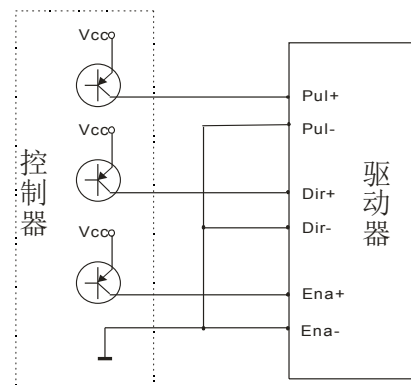 Vcc
Pul+
Pul-
Vcc
控制器
驱动器
Dir+
Dir-
Vcc
Ena+
Ena-